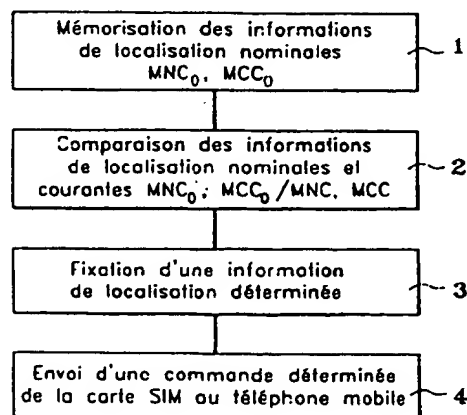 Mémorisation des informations
de localisation nominales
MNC₀, MCC₀
1
Comparaison des informations
de localisation nominales et
courantes MNC₀; MCC₀/MNC, MCC
2
Fixation d'une information
de localisation déterminée
3
Envoi d'une commande déterminée
de la carte SIM au téléphone mobile
4